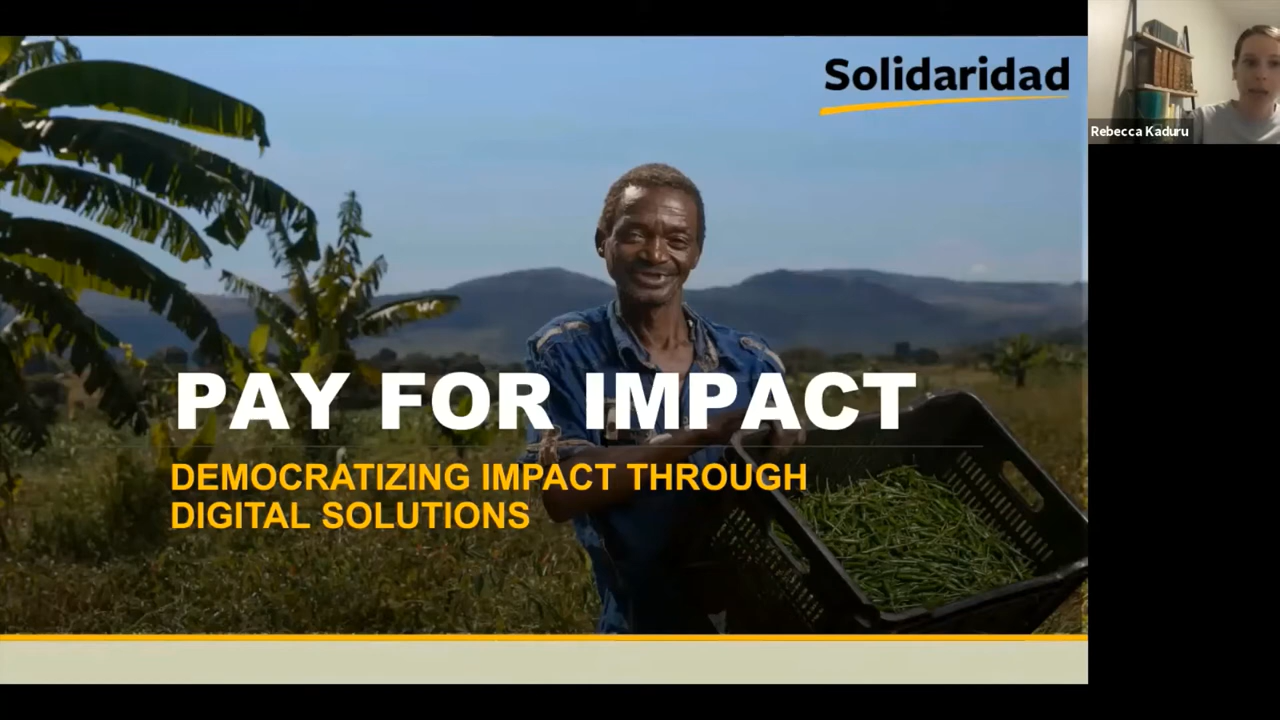 Solidaridad
Rebecca Kaduru
PAY FOR IMPACT
DEMOCRATIZING IMPACT THROUGH
DIGITAL SOLUTIONS